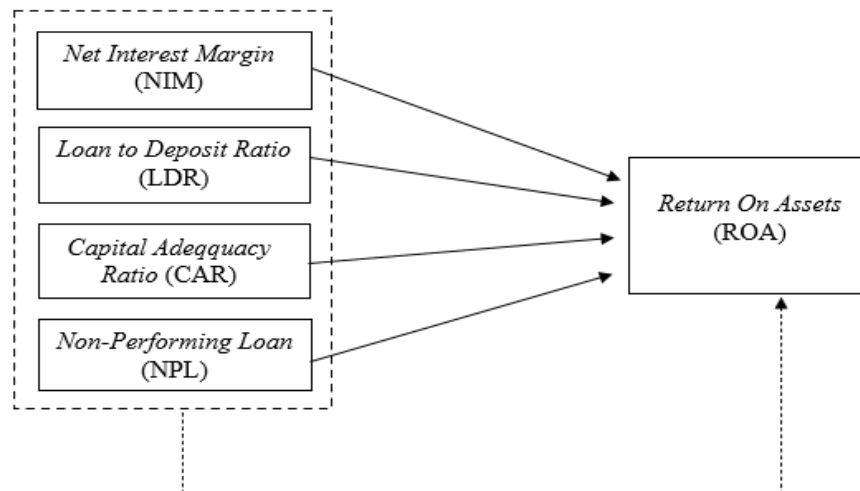 Net Interest Margin
(NIM)
Loan to Deposit Ratio
(LDR)
Capital Adeqquacy
Ratio (CAR)
Non-Performing Loan
(NPL)
Return On Assets
(ROA)